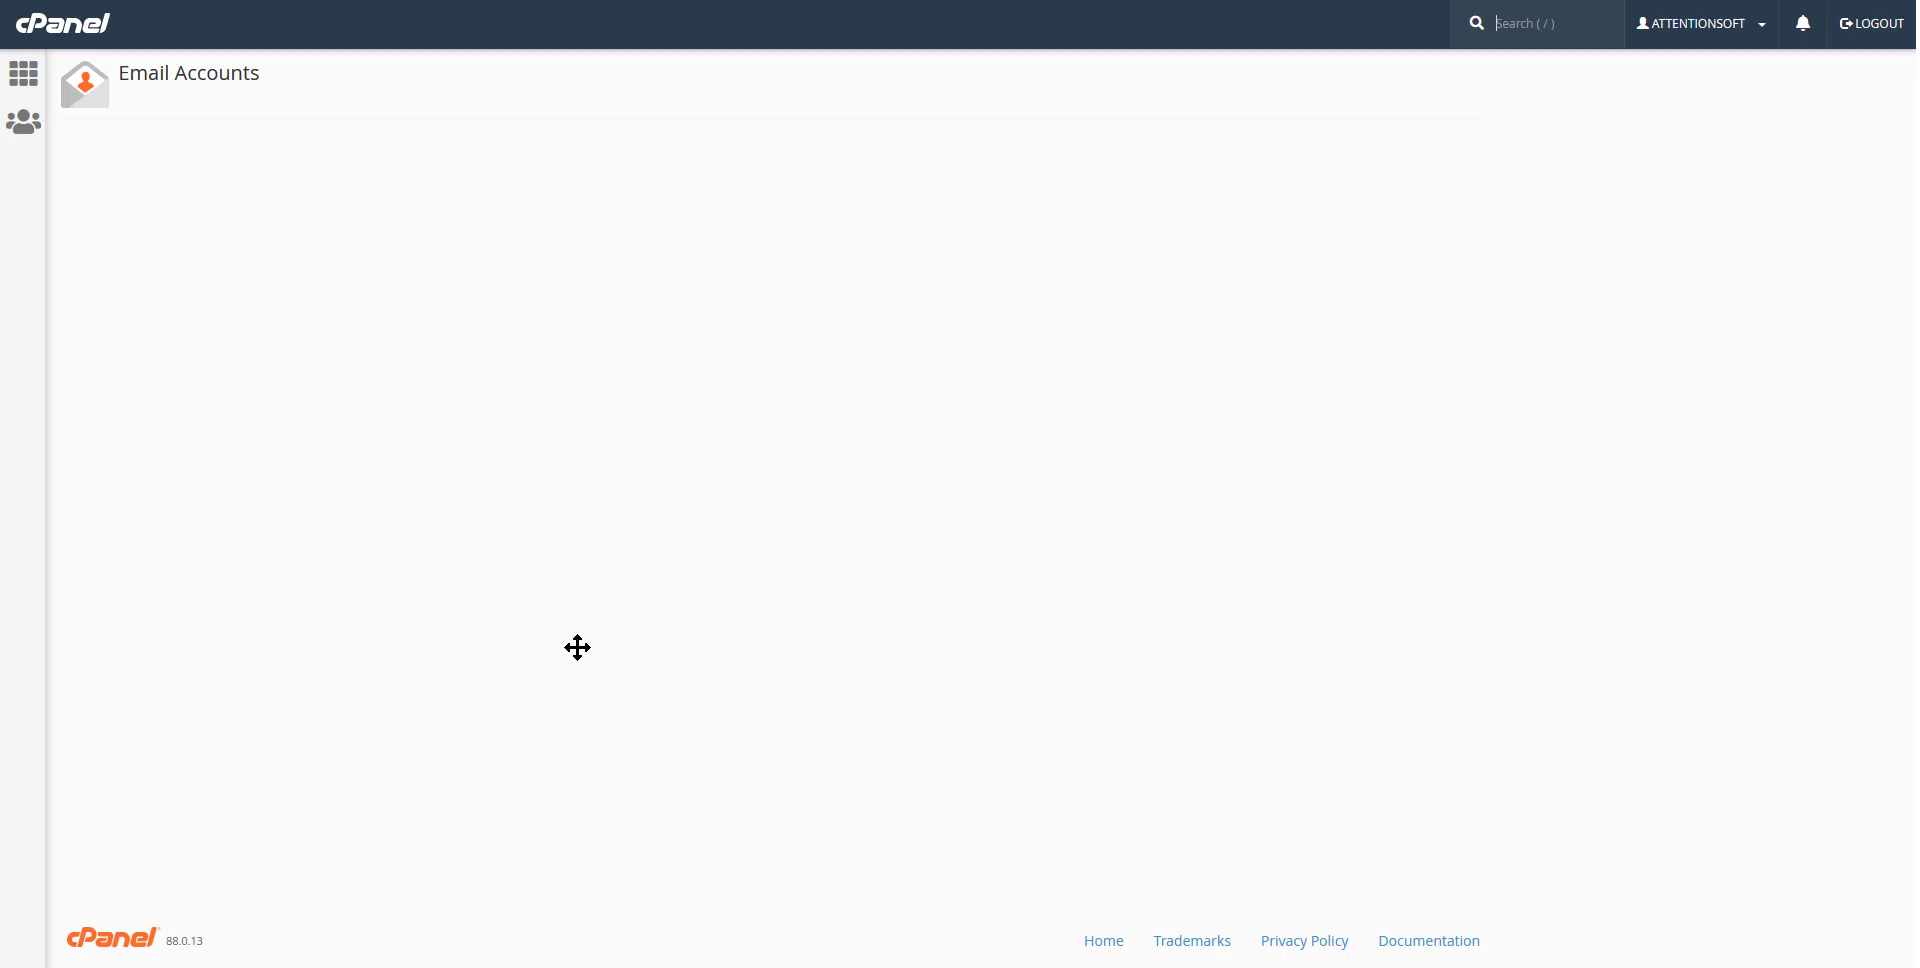 cPanel
Search ( / )
ATTENTIONSOFT
LOGOUT
Email Accounts
cPanel 88.0.13
Home
Trademarks
Privacy Policy
Documentation